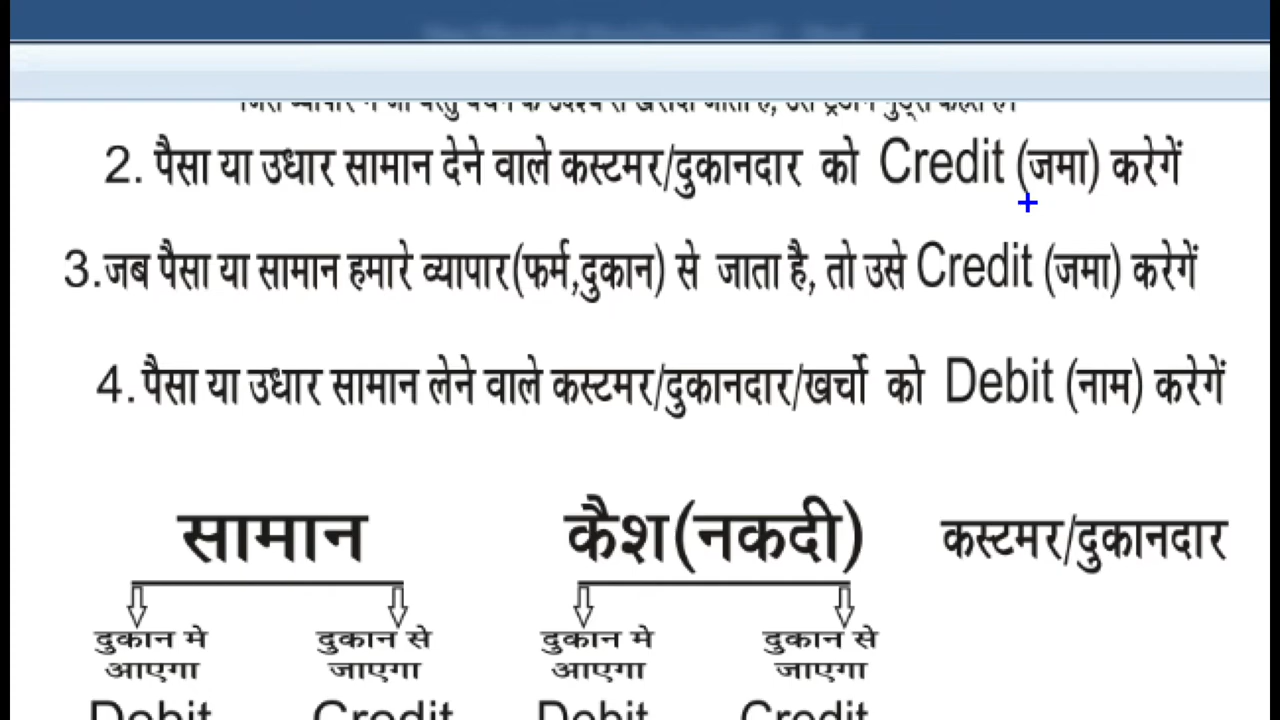 2. पैसा या उधार सामान देने वाले कस्टमर/दुकानदार को Credit (जमा) करेगें
3.जब पैसा या सामान हमारे व्यापार(फर्म,दुकान) से जाता है, तो उसे Credit (जमा) करेगें
4.पैसा या उधार सामान लेने वाले कस्टमर/दुकानदार/खर्चो को Debit (नाम) करेगें
सामान कैश(नकदी) कस्टमर/दुकानदार
दुकान मे दुकान से दुकान मे दुकान से
आएगा जाएगा आएगा जाएगा
Debit Credit Debit Credit